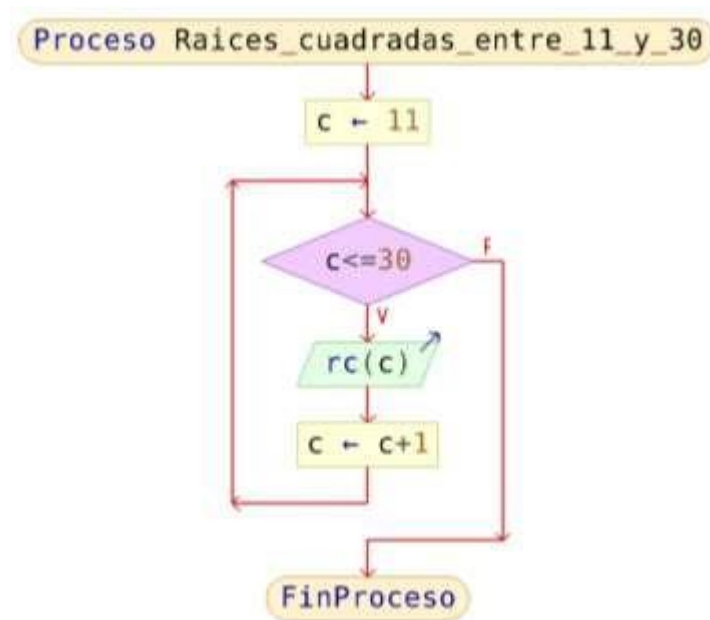 Proceso Raices_cuadradas_entre_11_y_30
c ← 11
c<=30
F
V
rc(c)
c ← c+1
FinProceso